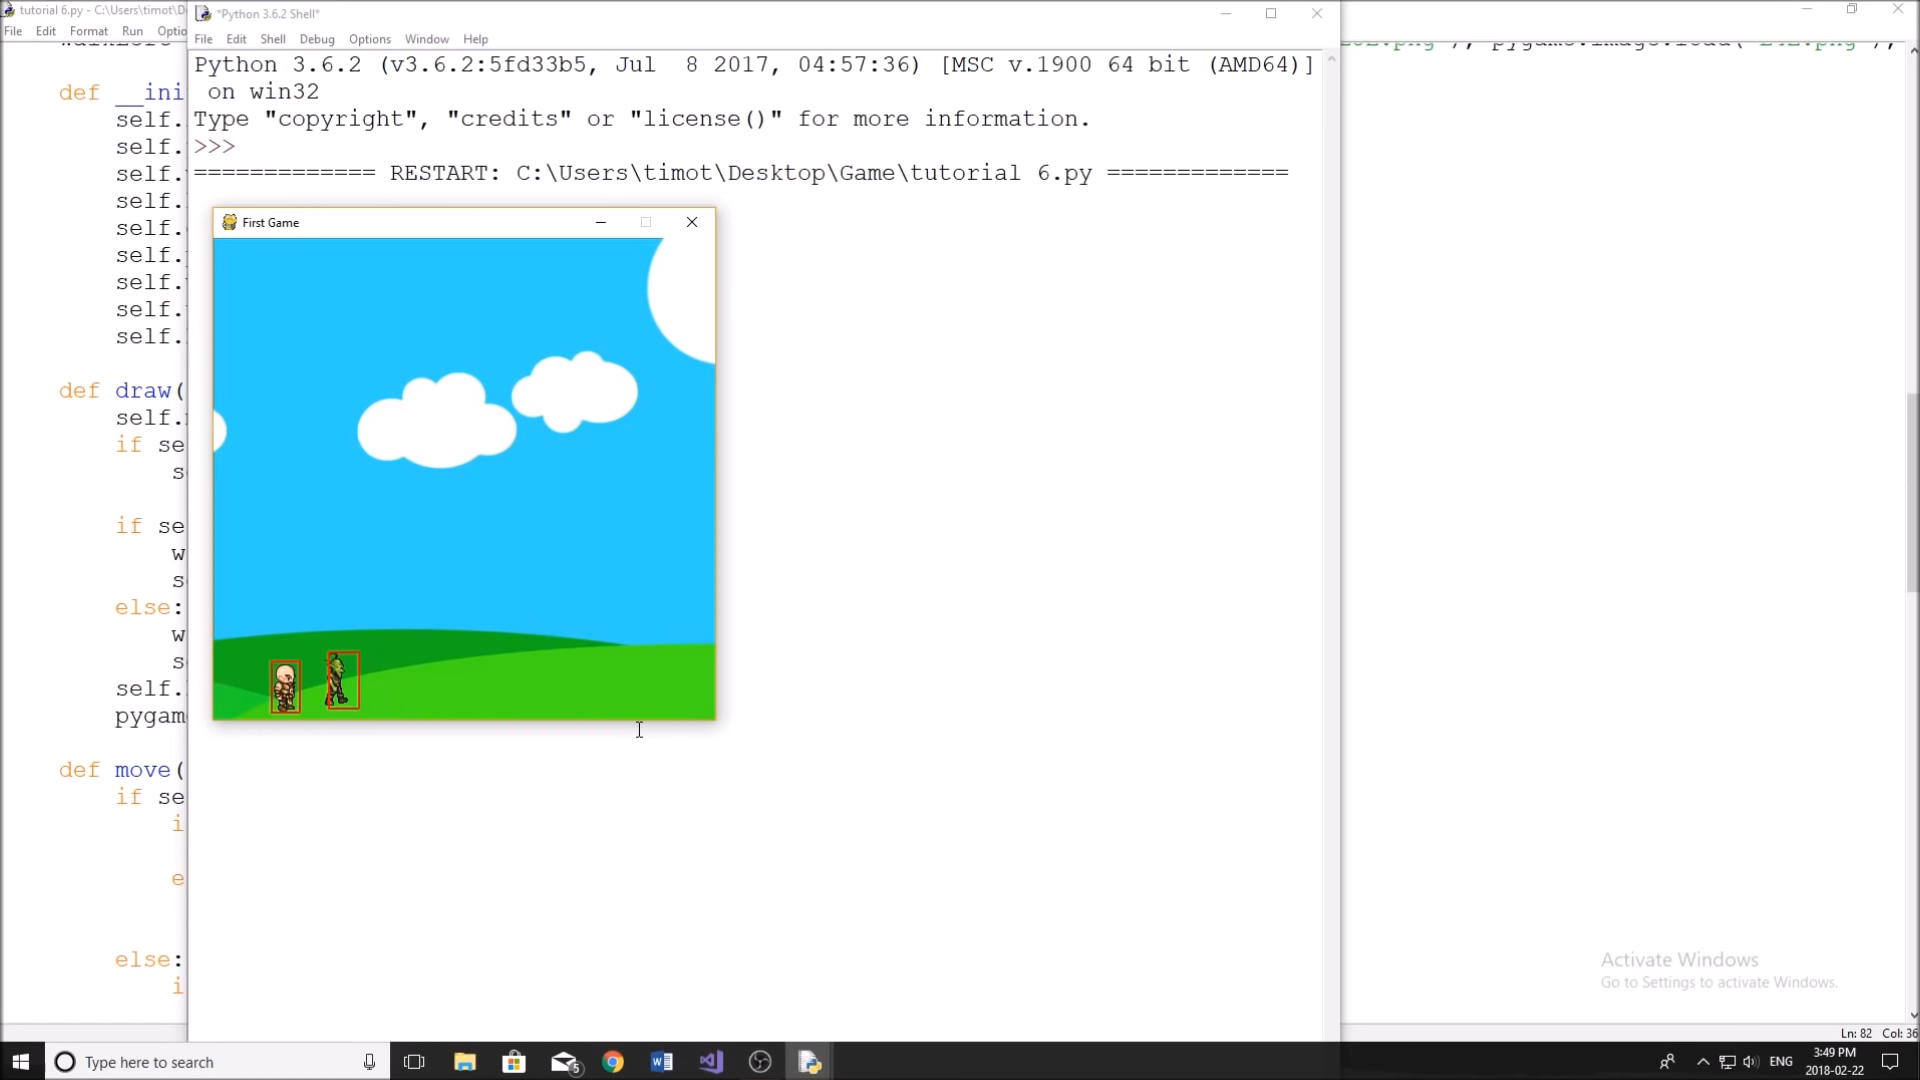 tutorial 6.py - C:\Users\timot\D
File Edit Format Run Optio
def __ini
self.
self.
self.
self.
self.
self.
self.
self.
self.
def draw(
self.
if se
s
if se
w
s
else:
w
s
self.
pygam
def move(
if se
i
e
else:
i
*Python 3.6.2 Shell*
File Edit Shell Debug Options Window Help
Python 3.6.2 (v3.6.2:5fd33b5, Jul 8 2017, 04:57:36) [MSC v.1900 64 bit (AMD64)]
on win32
Type "copyright", "credits" or "license()" for more information.
>>>
============= RESTART: C:\Users\timot\Desktop\Game\tutorial 6.py =============
First Game
Activate Windows
Go to Settings to activate Windows.
Ln: 82 Col: 36
Type here to search
5
ENG
3:49 PM
2018-02-22